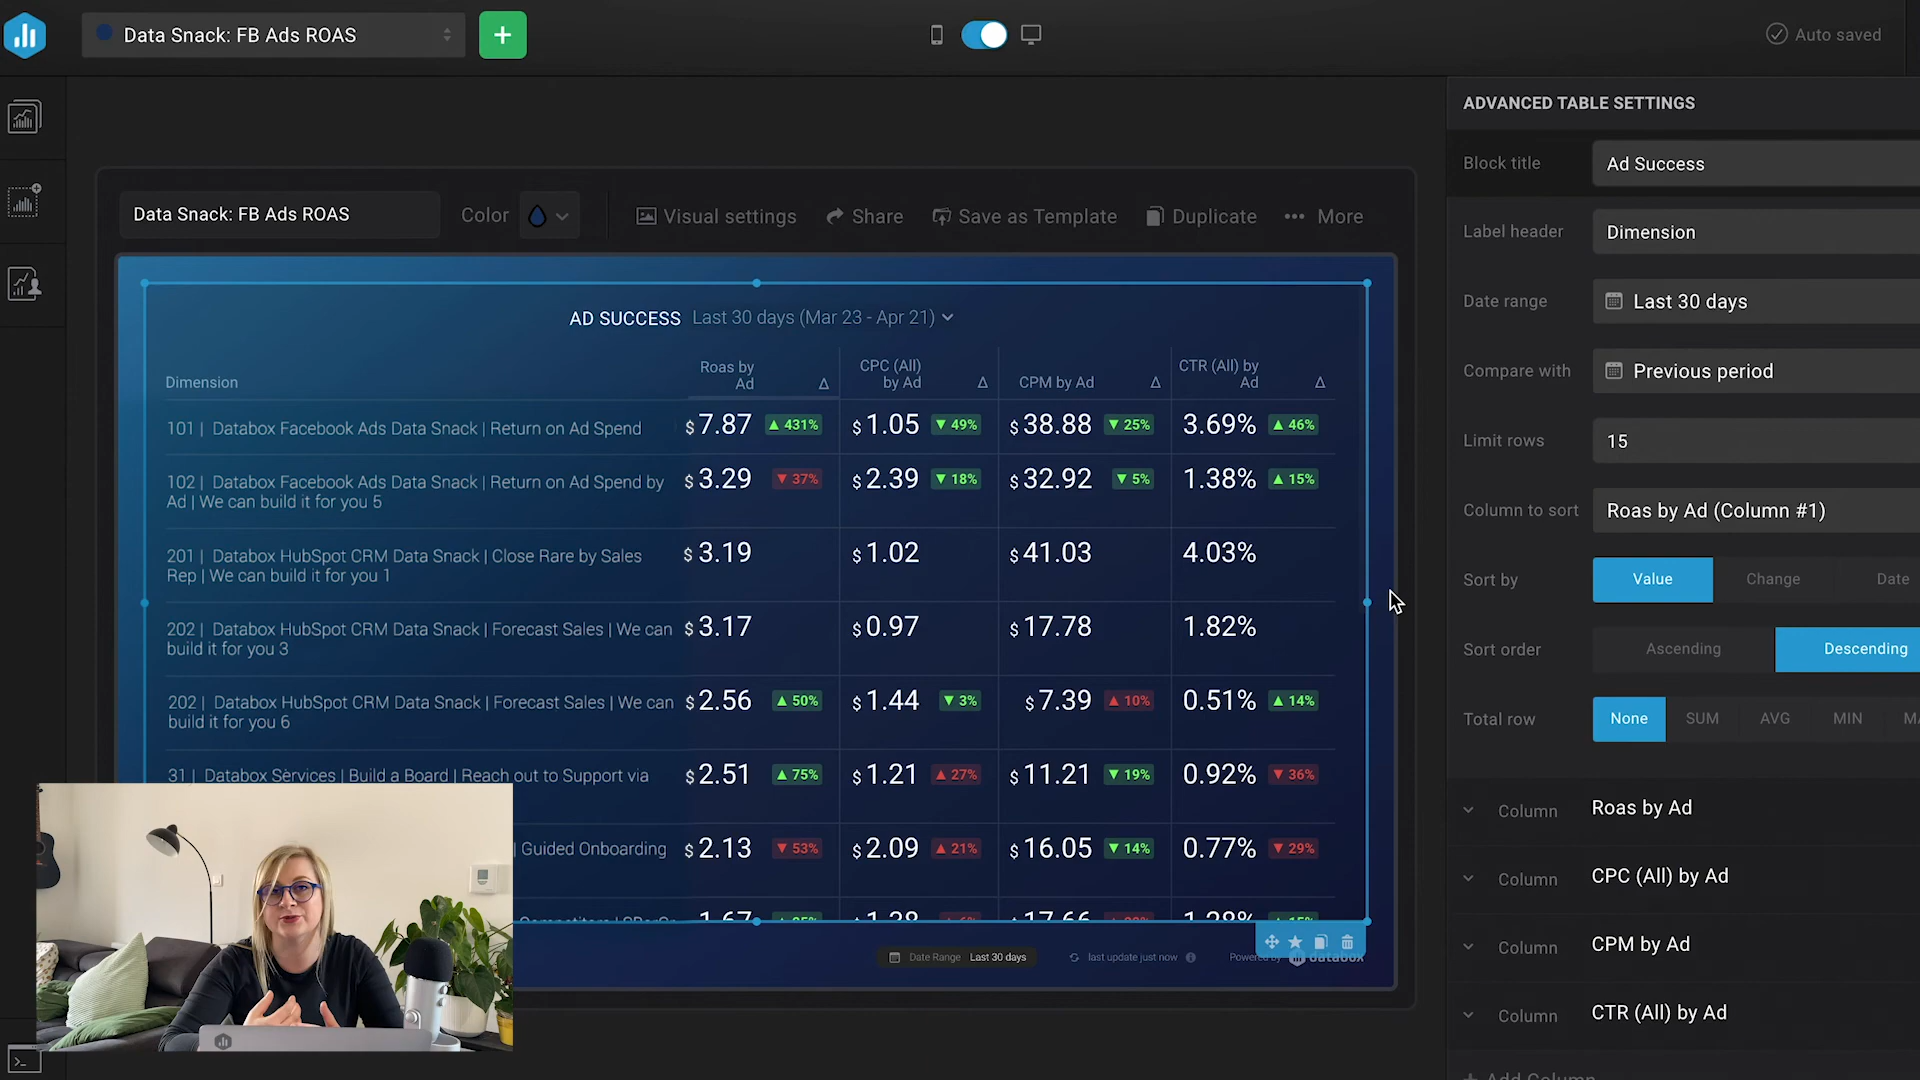 Data Snack: FB Ads ROAS
+
Auto saved
ADVANCED TABLE SETTINGS
Block title
Ad Success
Label header
Dimension
Date range
Last 30 days
Compare with
Previous period
Limit rows
15
Column to sort
Roas by Ad (Column #1)
Sort by
Value
Change
Date
Sort order
Ascending
Descending
Total row
None
SUM
AVG
MIN
Column
Roas by Ad
Column
CPC (All) by Ad
Column
CPM by Ad
Column
CTR (All) by Ad
+ Add Column
Data Snack: FB Ads ROAS
Color
Visual settings
Share
Save as Template
Duplicate
More
AD SUCCESS Last 30 days (Mar 23 - Apr 21)
Dimension
Roas by
Ad
Δ
CPC (All)
by Ad
Δ
CPM by Ad
Δ
CTR (All) by
Ad
Δ
101 | Databox Facebook Ads Data Snack | Return on Ad Spend
$ 7.87 ▲ 431%
$ 1.05 ▼ 49%
$ 38.88 ▼ 25%
3.69% ▲ 46%
102 | Databox Facebook Ads Data Snack | Return on Ad Spend by
Ad | We can build it for you 5
$ 3.29 ▼ 37%
$ 2.39 ▼ 18%
$ 32.92 ▼ 5%
1.38% ▲ 15%
201 | Databox HubSpot CRM Data Snack | Close Rare by Sales
Rep | We can build it for you 1
$ 3.19
$ 1.02
$ 41.03
4.03%
202 | Databox HubSpot CRM Data Snack | Forecast Sales | We can
build it for you 3
$ 3.17
$ 0.97
$ 17.78
1.82%
202 | Databox HubSpot CRM Data Snack | Forecast Sales | We can
build it for you 6
$ 2.56 ▲ 50%
$ 1.44 ▼ 3%
$ 7.39 ▲ 10%
0.51% ▲ 14%
31 | Databox Services | Build a Board | Reach out to Support via
$ 2.51 ▲ 75%
$ 1.21 ▲ 27%
$ 11.21 ▼ 19%
0.92% ▼ 36%
| Guided Onboarding
$ 2.13 ▼ 53%
$ 2.09 ▲ 21%
$ 16.05 ▼ 14%
0.77% ▼ 29%
Date Range Last 30 days
last update just now
Powered by databox